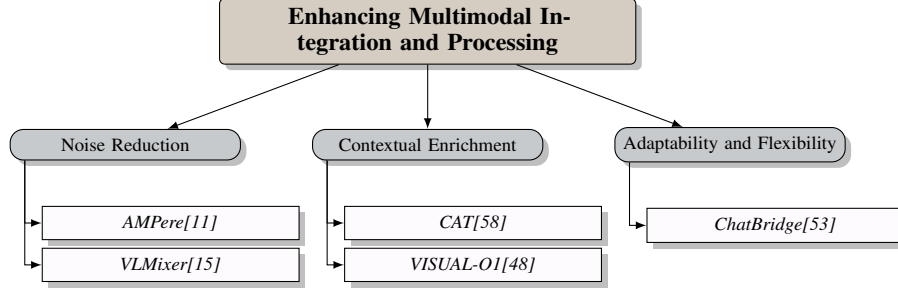 Enhancing Multimodal In-
tegration and Processing
Noise Reduction
Contextual Enrichment
Adaptability and Flexibility
AMPere[11]
CAT[58]
ChatBridge[53]
VLMixer[15]
VISUAL-O1[48]